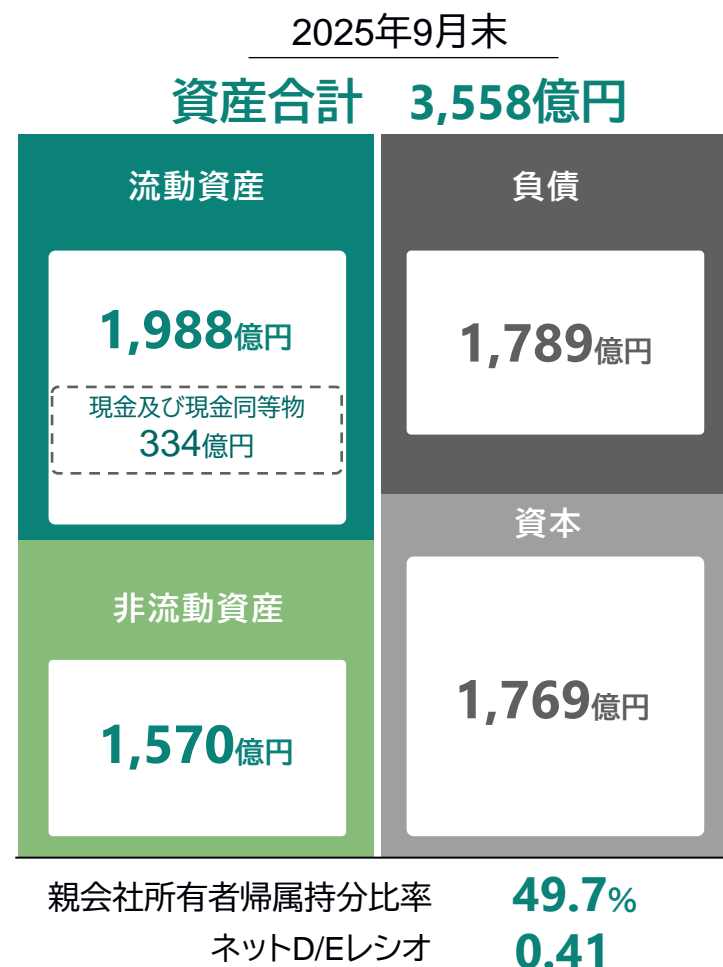 2025年9月末
資産合計 3,558億円
流動資産
1,988億円
現金及び現金同等物
334億円
非流動資産
1,570億円
負債
1,789億円
資本
1,769億円
親会社所有者帰属持分比率 49.7%
ネットD/Eレシオ 0.41